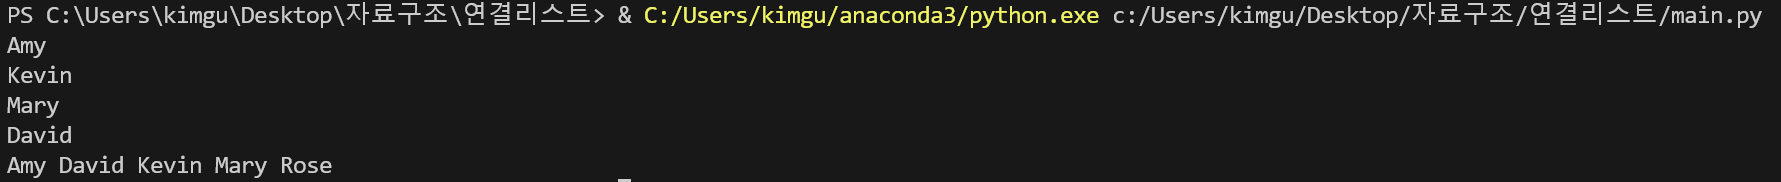 PS C:\Users\kimgu\Desktop\자료구조\연결리스트> & C:/Users/kimgu/anaconda3/python.exe c:/Users/kimgu/Desktop/자료구조/연결리스트/main.py
Amy
Kevin
Mary
David
Amy David Kevin Mary Rose